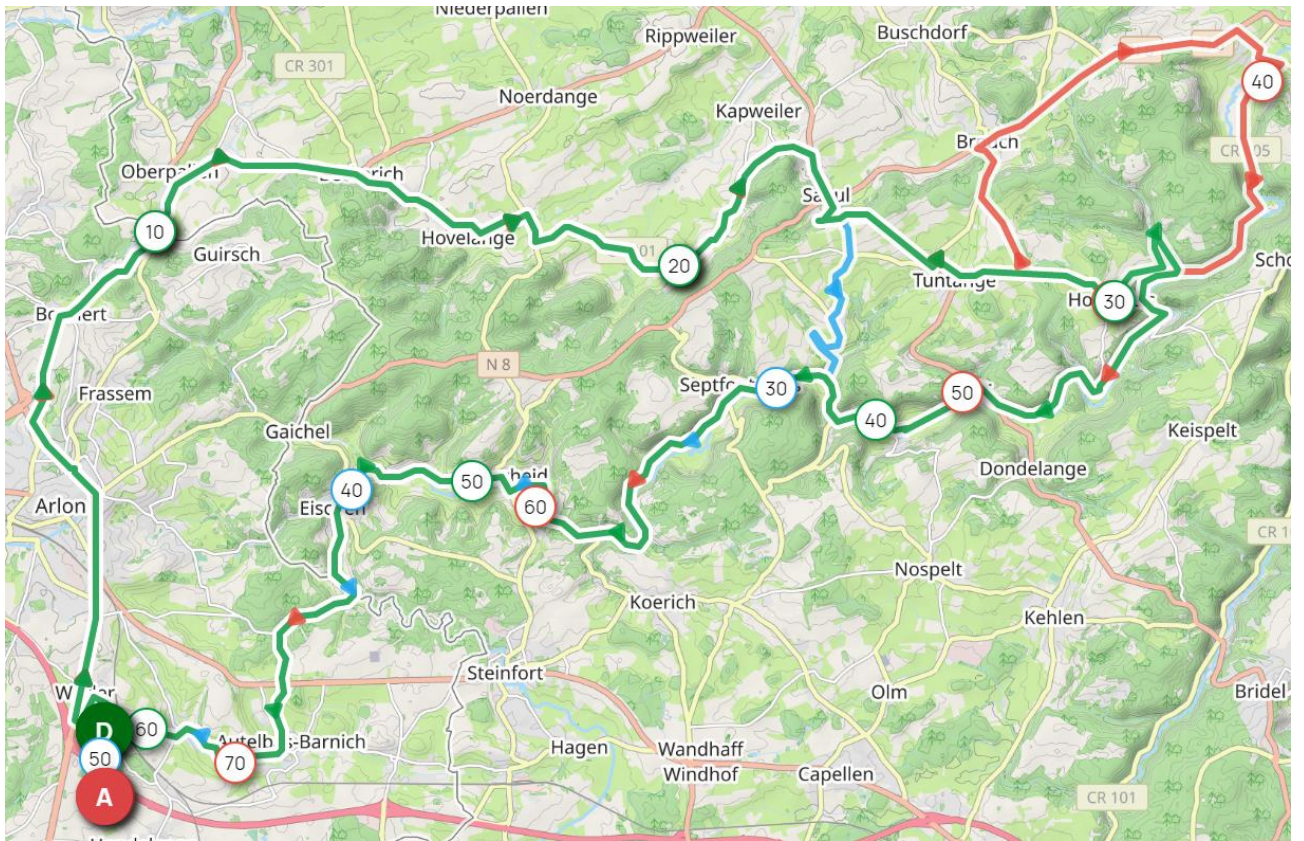 Niederpallen
Rippweiler
Buschdorf
CR 301
Noerdange
Kapweiler
40
Oberpallen
10
Guirsch
Hovelange
20
Tuntange
30
N 8
Frassem
Gaichel
30
50
40
Keispelt
Dondelange
Arlon
40
50
60
Nospelt
Koerich
Kehlen
Steinfort
Olm
Bridel
D
60
50
70
A
Hagen
Wandhaff
Windhof
Capellen
CR 101